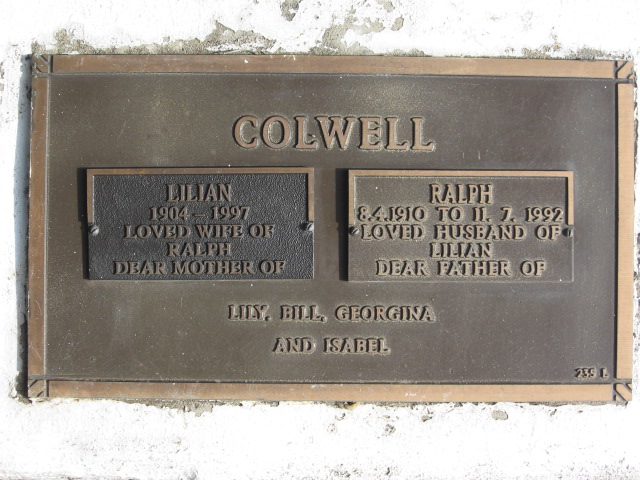 COLWELL
LILIAN
1904 – 1997
LOVED WIFE OF
RALPH
DEAR MOTHER OF
RALPH
8.4.1910 TO 11. 7. 1992
LOVED HUSBAND OF
LILIAN
DEAR FATHER OF
LILY, BILL, GEORGINA
AND ISABEL
235 L